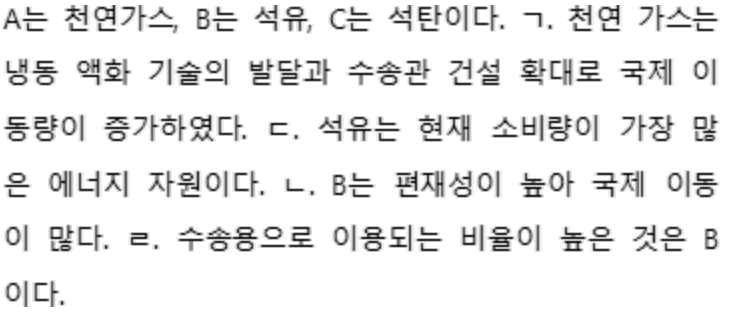 A는 천연가스, B는 석유, C는 석탄이다. ㄱ. 천연 가스는
냉동 액화 기술의 발달과 수송관 건설 확대로 국제 이
동량이 증가하였다. ㄷ. 석유는 현재 소비량이 가장 많
은 에너지 자원이다. ㄴ. B는 편재성이 높아 국제 이동
이 많다. ㄹ. 수송용으로 이용되는 비율이 높은 것은 B
이다.